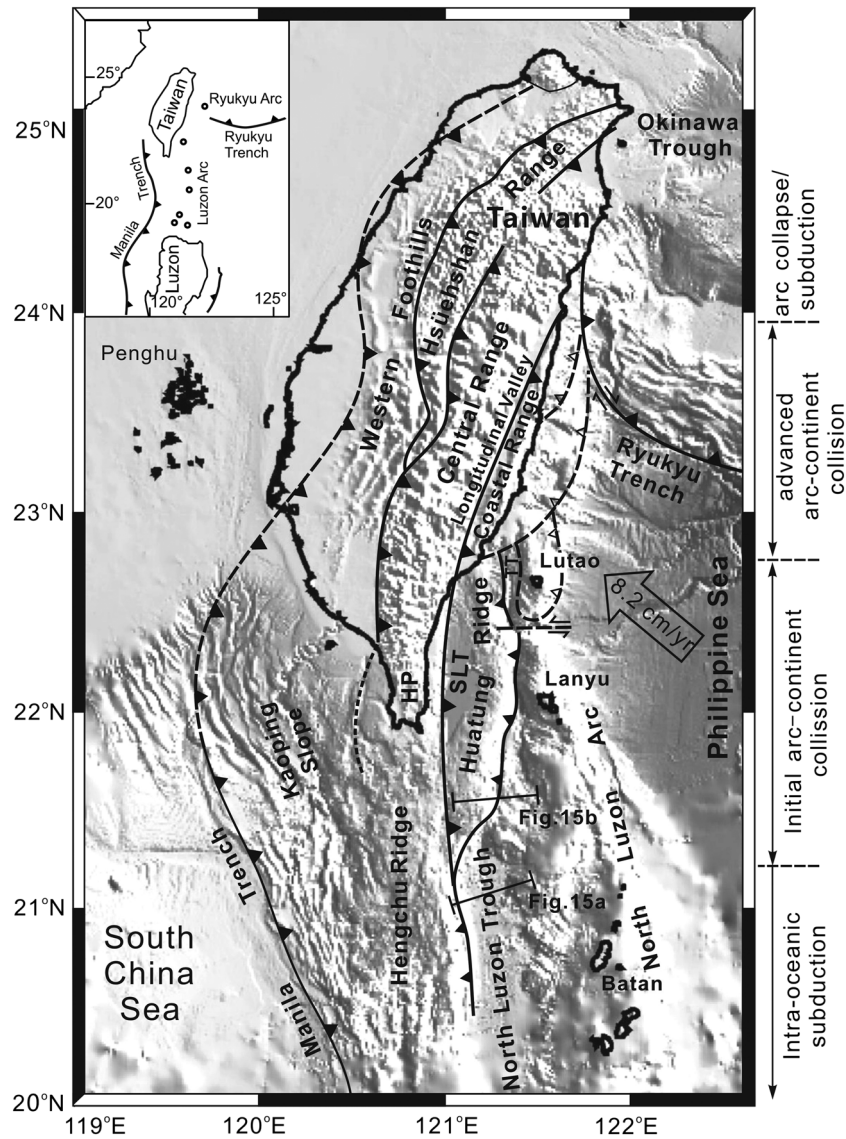 25°
20°
120°
125°
Taiwan
Ryukyu Arc
Ryukyu
Trench
Manila
Trench
Luzon Arc
Luzon
25°N
24°N
23°N
22°N
21°N
20°N
119°E
120°E
121°E
122°E
Okinawa
Trough
Range
Taiwan
Foothills
Hsüehshan
Western
Central Range
Longitudinal Valley
Coastal Range
Penghu
Ryukyu
Trench
Lutao
TT
8.2 cm/yr
Philippine Sea
Ridge
Huatung
SLT
HP
Lanyu
Kaoping
Slope
Arc
Luzon
North
Fig.15b
Fig.15a
Hengchu Ridge
North Luzon Trough
Trench
Manila
South
China
Sea
Batan
arc collapse/
subduction
advanced
arc-continent
collision
Initial arc-continent
collission
Intra-oceanic
subduction